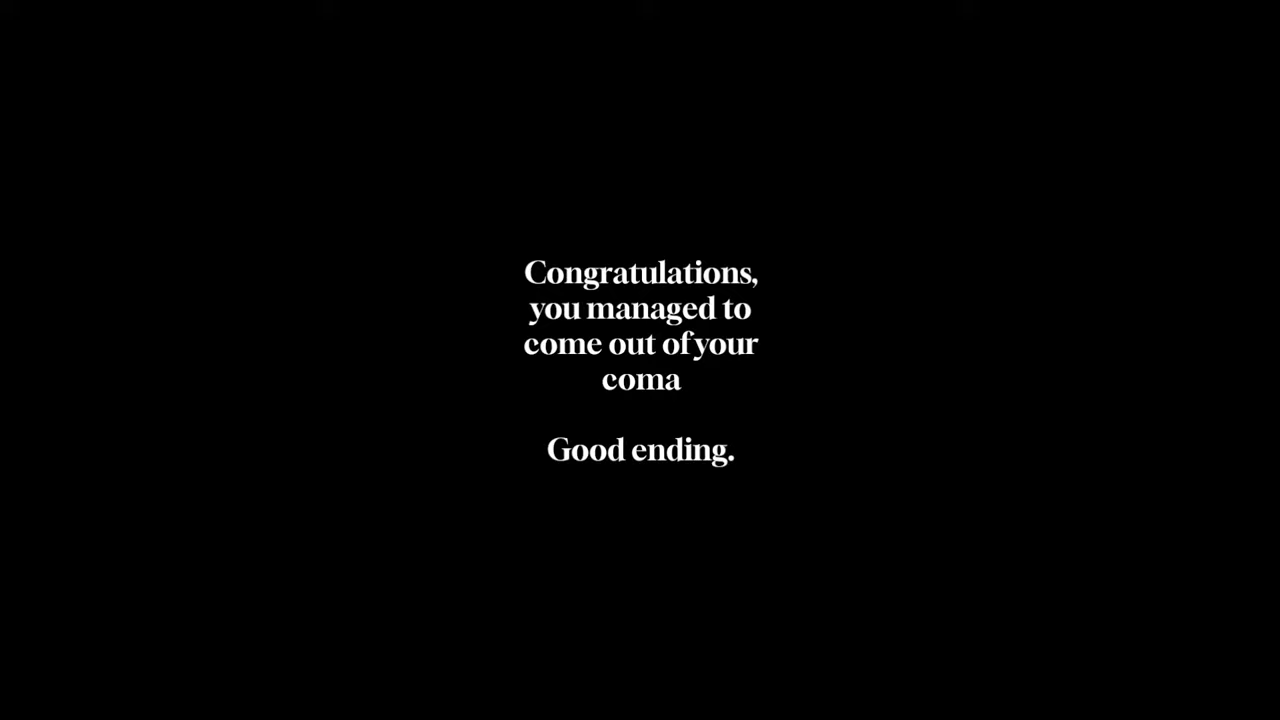 Congratulations,
you managed to
come out of your
coma
Good ending.